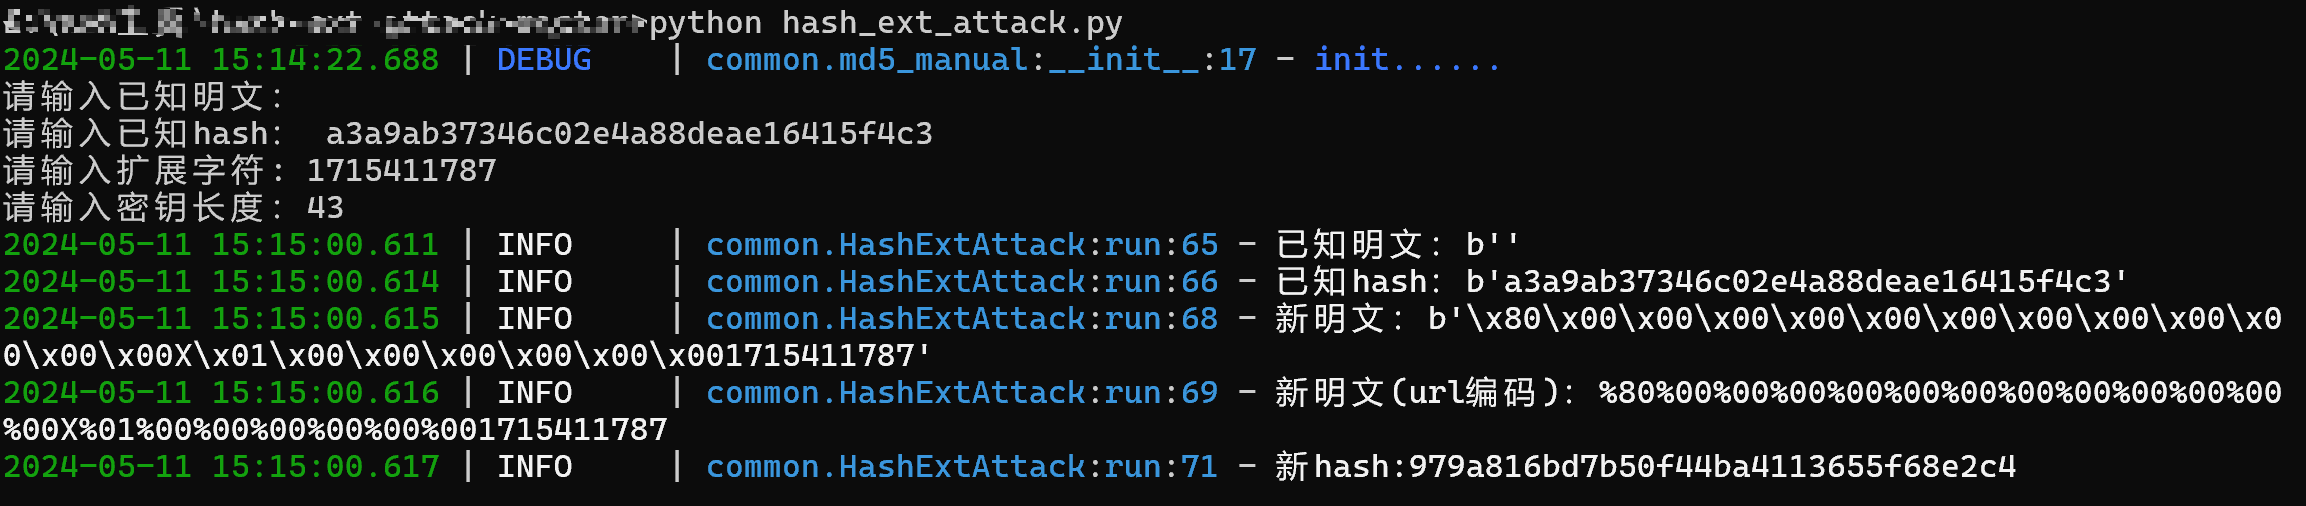 python hash_ext_attack.py
2024-05-11 15:14:22.688 | DEBUG    | common.md5_manual:__init__:17 - init......
请输入已知明文:
请输入已知hash:  a3a9ab37346c02e4a88deae16415f4c3
请输入扩展字符: 1715411787
请输入密钥长度: 43
2024-05-11 15:15:00.611 | INFO     | common.HashExtAttack:run:65 - 已知明文: b''
2024-05-11 15:15:00.614 | INFO     | common.HashExtAttack:run:66 - 已知hash: b'a3a9ab37346c02e4a88deae16415f4c3'
2024-05-11 15:15:00.615 | INFO     | common.HashExtAttack:run:68 - 新明文: b'\x80\x00\x00\x00\x00\x00\x00\x00\x00\x00\x0
0\x00\x00X\x01\x00\x00\x00\x00\x00\x001715411787'
2024-05-11 15:15:00.616 | INFO     | common.HashExtAttack:run:69 - 新明文(url编码): %80%00%00%00%00%00%00%00%00%00%00%00
%00X%01%00%00%00%00%00%001715411787
2024-05-11 15:15:00.617 | INFO     | common.HashExtAttack:run:71 - 新hash:979a816bd7b50f44ba4113655f68e2c4